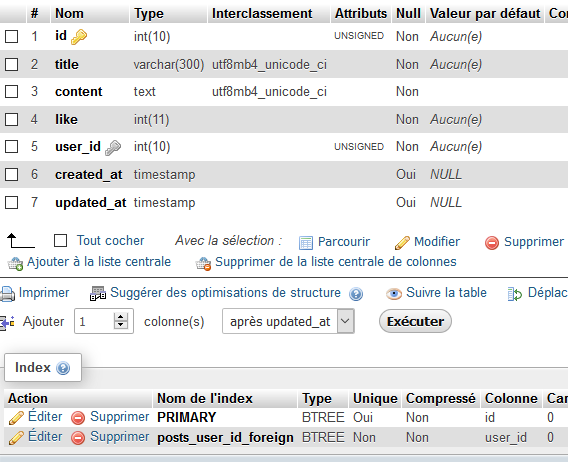 # Nom Type Interclassement Attributs Null Valeur par défaut Con
1 id int(10) UNSIGNED Non Aucun(e)
2 title varchar(300) utf8mb4_unicode_ci Non Aucun(e)
3 content text utf8mb4_unicode_ci Non
4 like int(11) Non Aucun(e)
5 user_id int(10) UNSIGNED Non Aucun(e)
6 created_at timestamp Oui NULL
7 updated_at timestamp Oui NULL
Tout cocher Avec la sélection : Parcourir Modifier Supprimer
Ajouter à la liste centrale Supprimer de la liste centrale de colonnes
Imprimer Suggérer des optimisations de structure Suivre la table Déplac
Ajouter 1 colonne(s) après updated_at Exécuter
Index
Action Nom de l'index Type Unique Compressé Colonne Car
Éditer Supprimer PRIMARY BTREE Oui Non id 0
Éditer Supprimer posts_user_id_foreign BTREE Non Non user_id 0